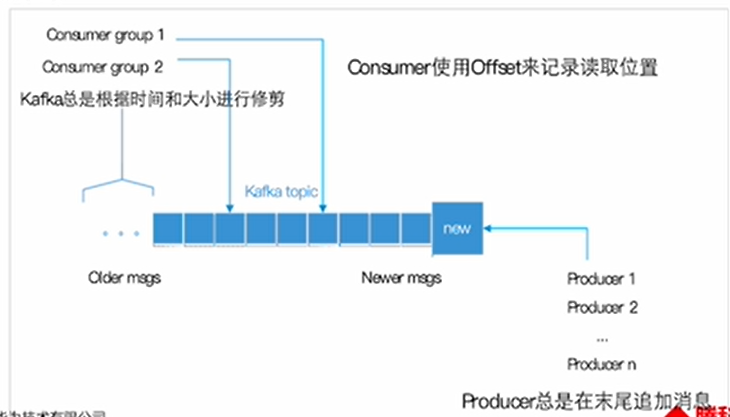 Consumer group 1
Consumer group 2
Consumer使用Offset来记录读取位置
Kafka总是根据时间和大小进行修剪
Kafka topic
new
Older msgs
Newer msgs
Producer 1
Producer 2
...
Producer n
Producer总是在末尾追加消息
技术有限公司